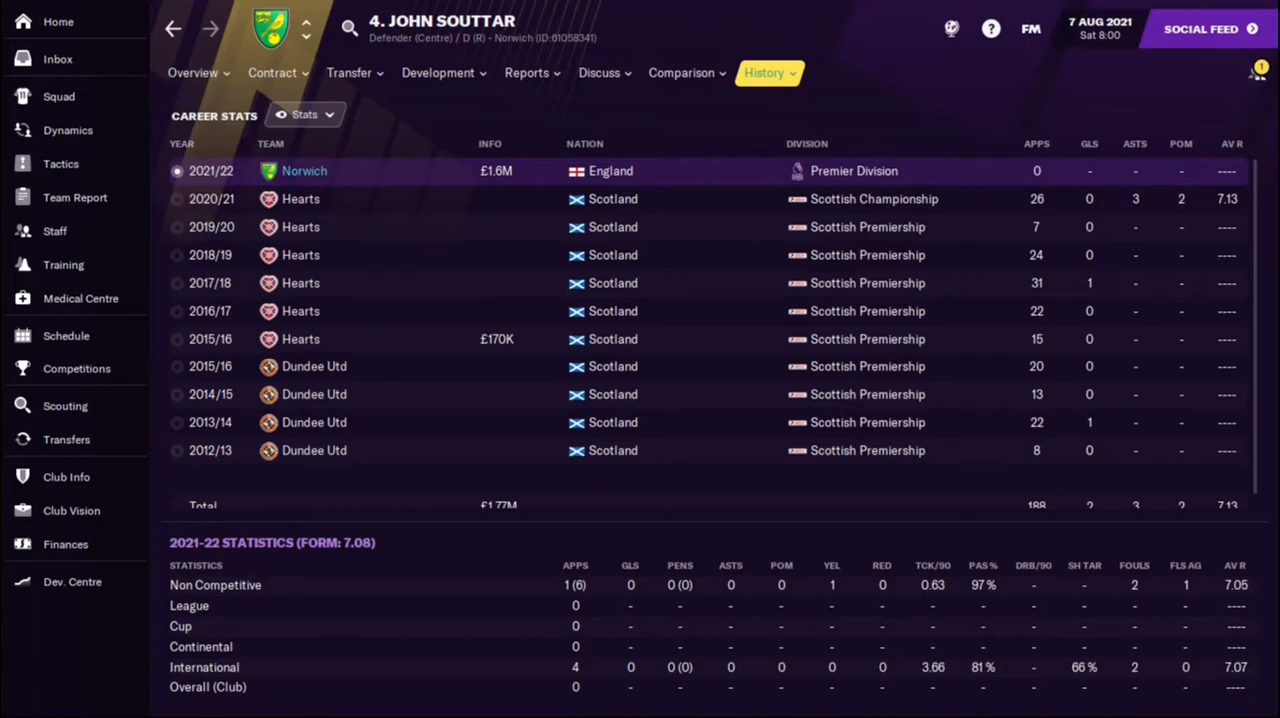 Home
Inbox
Squad
Dynamics
Tactics
Team Report
Staff
Training
Medical Centre
Schedule
Competitions
Scouting
Transfers
Club Info
Club Vision
Finances
Dev. Centre
4. JOHN SOUTTAR
Defender (Centre) / D (R) - Norwich (ID:61058341)
? FM 7 AUG 2021 SOCIAL FEED
Sat 8:00
Overview Contract Transfer Development Reports Discuss Comparison History 1
CAREER STATS Stats
YEAR TEAM INFO NATION DIVISION APPS GLS ASTS POM AV R
2021/22 Norwich £1.6M England Premier Division 0 - - - ----
2020/21 Hearts Scotland Scottish Championship 26 0 3 2 7.13
2019/20 Hearts Scotland Scottish Premiership 7 0 - - ----
2018/19 Hearts Scotland Scottish Premiership 24 0 - - ----
2017/18 Hearts Scotland Scottish Premiership 31 1 - - ----
2016/17 Hearts Scotland Scottish Premiership 22 0 - - ----
2015/16 Hearts £170K Scotland Scottish Premiership 15 0 - - ----
2015/16 Dundee Utd Scotland Scottish Premiership 20 0 - - ----
2014/15 Dundee Utd Scotland Scottish Premiership 13 0 - - ----
2013/14 Dundee Utd Scotland Scottish Premiership 22 1 - - ----
2012/13 Dundee Utd Scotland Scottish Premiership 8 0 - - ----
Total £1.77M 188 2 3 2 7.13
2021-22 STATISTICS (FORM: 7.08)
STATISTICS APPS GLS PENS ASTS POM YEL RED TCK/90 PAS % DRB/90 SH TAR FOULS FLS AG AV R
Non Competitive 1 (6) 0 0 (0) 0 0 1 0 0.63 97 % - - 2 1 7.05
League 0 - - - - - - - - - - - - ----
Cup 0 - - - - - - - - - - - - ----
Continental 0 - - - - - - - - - - - - ----
International 4 0 0 (0) 0 0 0 0 3.66 81 % - 66 % 2 0 7.07
Overall (Club) 0 - - - - - - - - - - - - ----